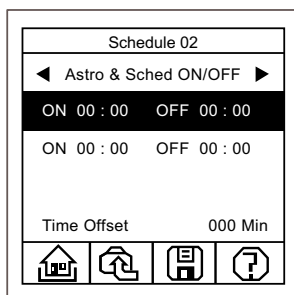 Schedule 02
◀ Astro & Sched ON/OFF ▶
ON 00 : 00 OFF 00 : 00
ON 00 : 00 OFF 00 : 00
Time Offset 000 Min
?